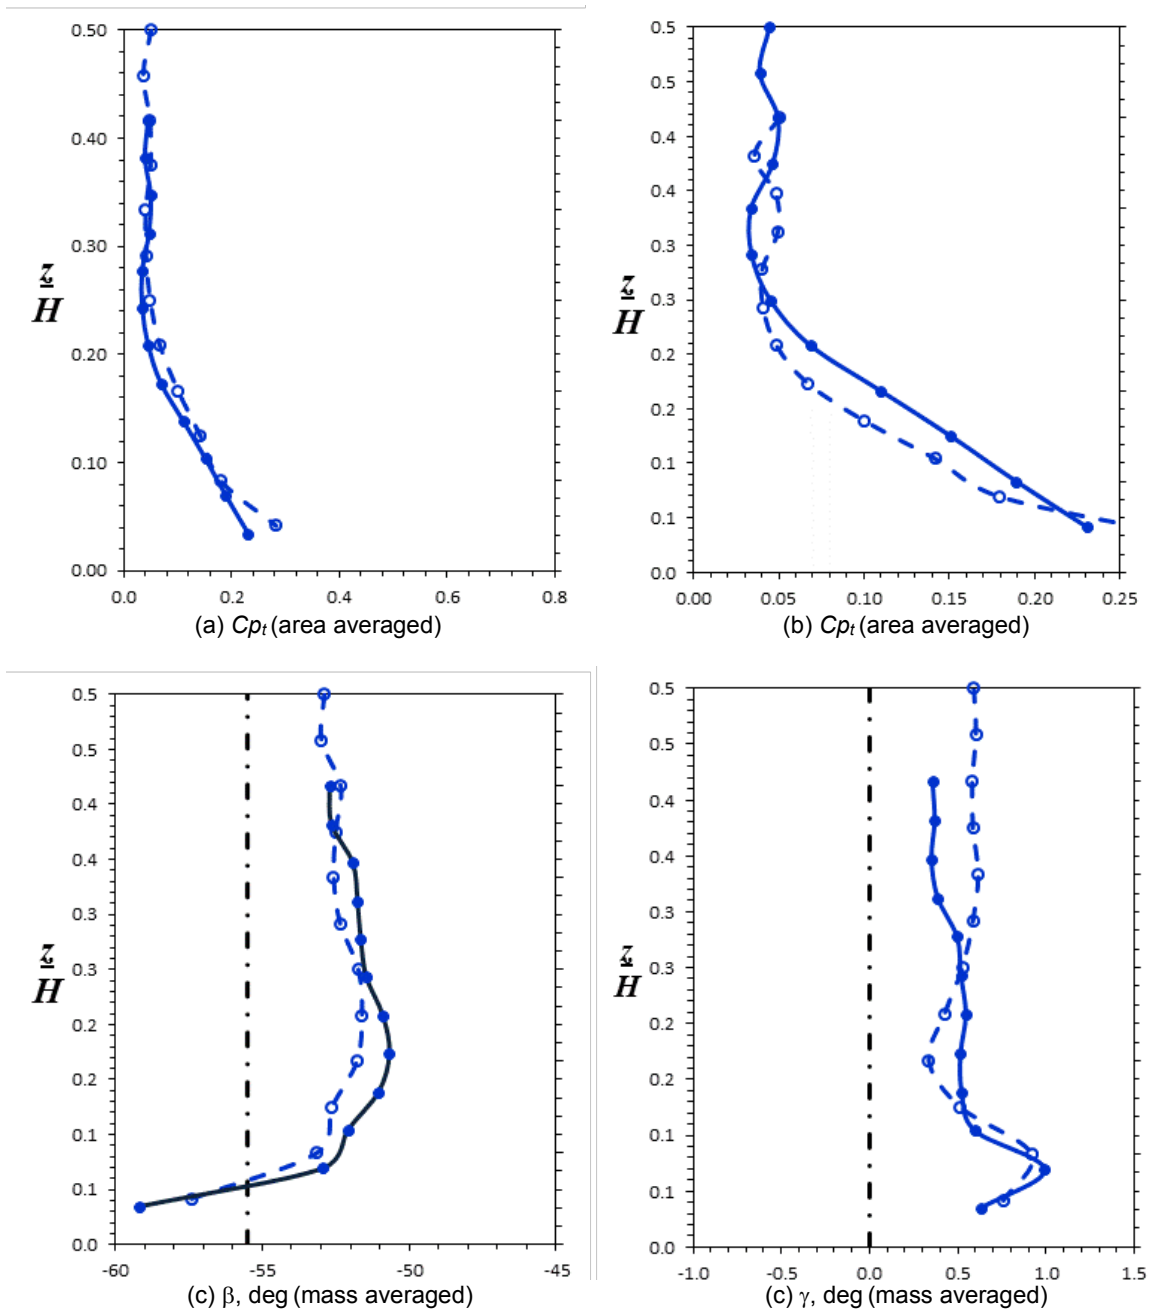 0.50
0.40
0.30
0.20
0.10
0.00
z
H
0.0 0.2 0.4 0.6 0.8
(a) Cpt (area averaged)
0.5
0.5
0.4
0.4
0.3
0.3
0.2
0.2
0.1
0.1
0.0
z
H
0.00 0.05 0.10 0.15 0.20 0.25
(b) Cpt (area averaged)
0.5
0.5
0.4
0.4
0.3
0.3
0.2
0.2
0.1
0.1
0.0
z
H
-60 -55 -50 -45
(c) β, deg (mass averaged)
0.5
0.5
0.4
0.4
0.3
0.3
0.2
0.2
0.1
0.1
0.0
z
H
-1.0 -0.5 0.0 0.5 1.0 1.5
(c) γ, deg (mass averaged)